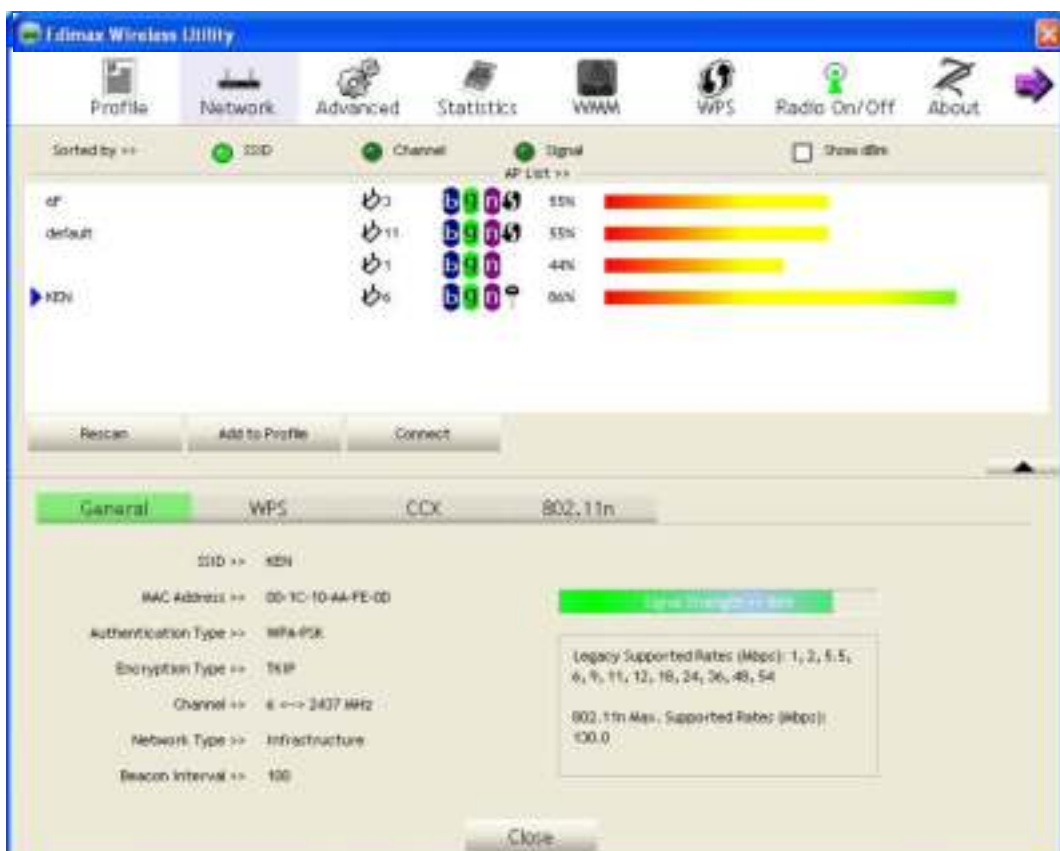 Edimax Wireless Utility
Profile Network Advanced Statistics WMM WPS Radio On/Off About
Sorted by >> SSID Channel Signal Show dBm
AP List >>
3 b g n 55%
default 11 b g n 55%
1 b g n 44%
KEN 6 b g n 86%
Rescan Add to Profile Connect
General WPS CCX 802.11n
SSID >> KEN
MAC Address >> 00-1C-10-AA-FE-0D
Authentication Type >> WPA-PSK
Encryption Type >> TKIP
Channel >> 6 <--> 2437 MHz
Network Type >> Infrastructure
Beacon Interval >> 100
Signal Strength >> 86%
Legacy Supported Rates (Mbps): 1, 2, 5.5,
6, 9, 11, 12, 18, 24, 36, 48, 54
802.11n Max. Supported Rates (Mbps):
130.0
Close